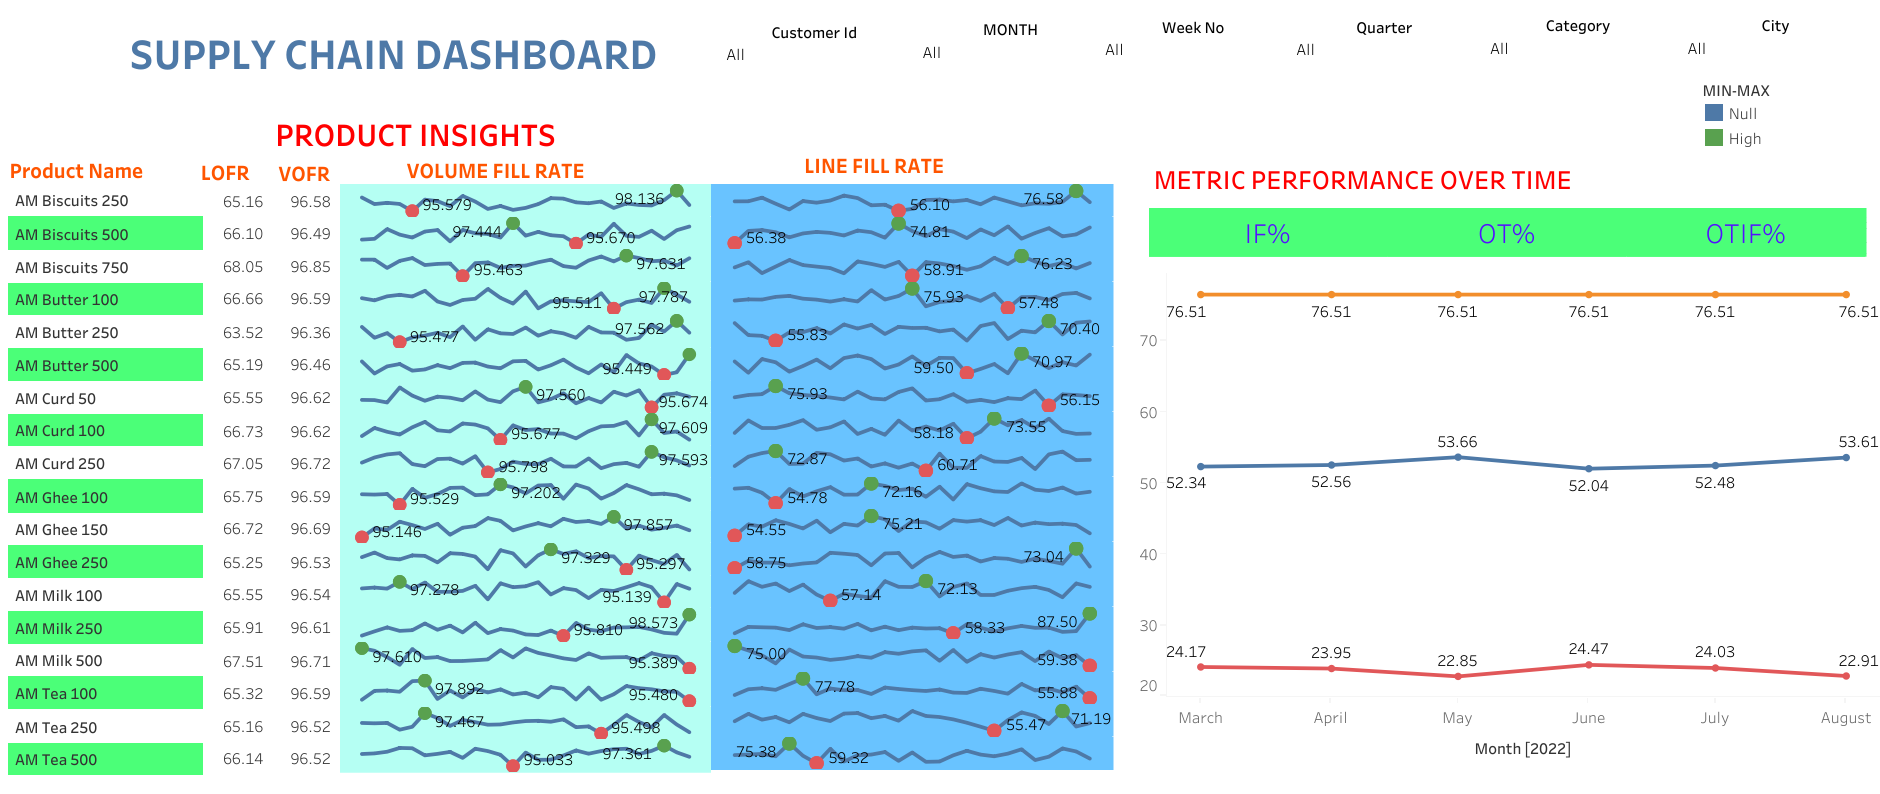 SUPPLY CHAIN DASHBOARD
Customer Id MONTH Week No Quarter Category City
All All All All All All
MIN-MAX
Null
High
PRODUCT INSIGHTS
Product Name LOFR VOFR VOLUME FILL RATE LINE FILL RATE
AM Biscuits 250 65.16 96.58 95.579 98.136 56.10 76.58
AM Biscuits 500 66.10 96.49 97.444 95.670 56.38 74.81
AM Biscuits 750 68.05 96.85 95.463 97.631 58.91 76.23
AM Butter 100 66.66 96.59 95.511 97.787 75.93 57.48
AM Butter 250 63.52 96.36 95.477 97.562 55.83 70.40
AM Butter 500 65.19 96.46 95.449 59.50 70.97
AM Curd 50 65.55 96.62 97.560 95.674 75.93 56.15
AM Curd 100 66.73 96.62 95.677 97.609 58.18 73.55
AM Curd 250 67.05 96.72 95.798 97.593 72.87 60.71
AM Ghee 100 65.75 96.59 95.529 97.202 54.78 72.16
AM Ghee 150 66.72 96.69 95.146 97.857 54.55 75.21
AM Ghee 250 65.25 96.53 97.329 95.297 58.75 73.04
AM Milk 100 65.55 96.54 97.278 95.139 57.14 72.13
AM Milk 250 65.91 96.61 95.810 98.573 58.33 87.50
AM Milk 500 67.51 96.71 97.610 95.389 75.00 59.38
AM Tea 100 65.32 96.59 97.892 95.480 77.78 55.88
AM Tea 250 65.16 96.52 97.467 95.498 55.47 71.19
AM Tea 500 66.14 96.52 95.033 97.361 75.38 59.32
METRIC PERFORMANCE OVER TIME
IF% OT% OTIF%
76.51 76.51 76.51 76.51 76.51 76.51
70
60
53.66 53.61
50 52.34 52.56 52.04 52.48
40
30
24.17 23.95 22.85 24.47 24.03 22.91
20
March April May June July August
Month [2022]